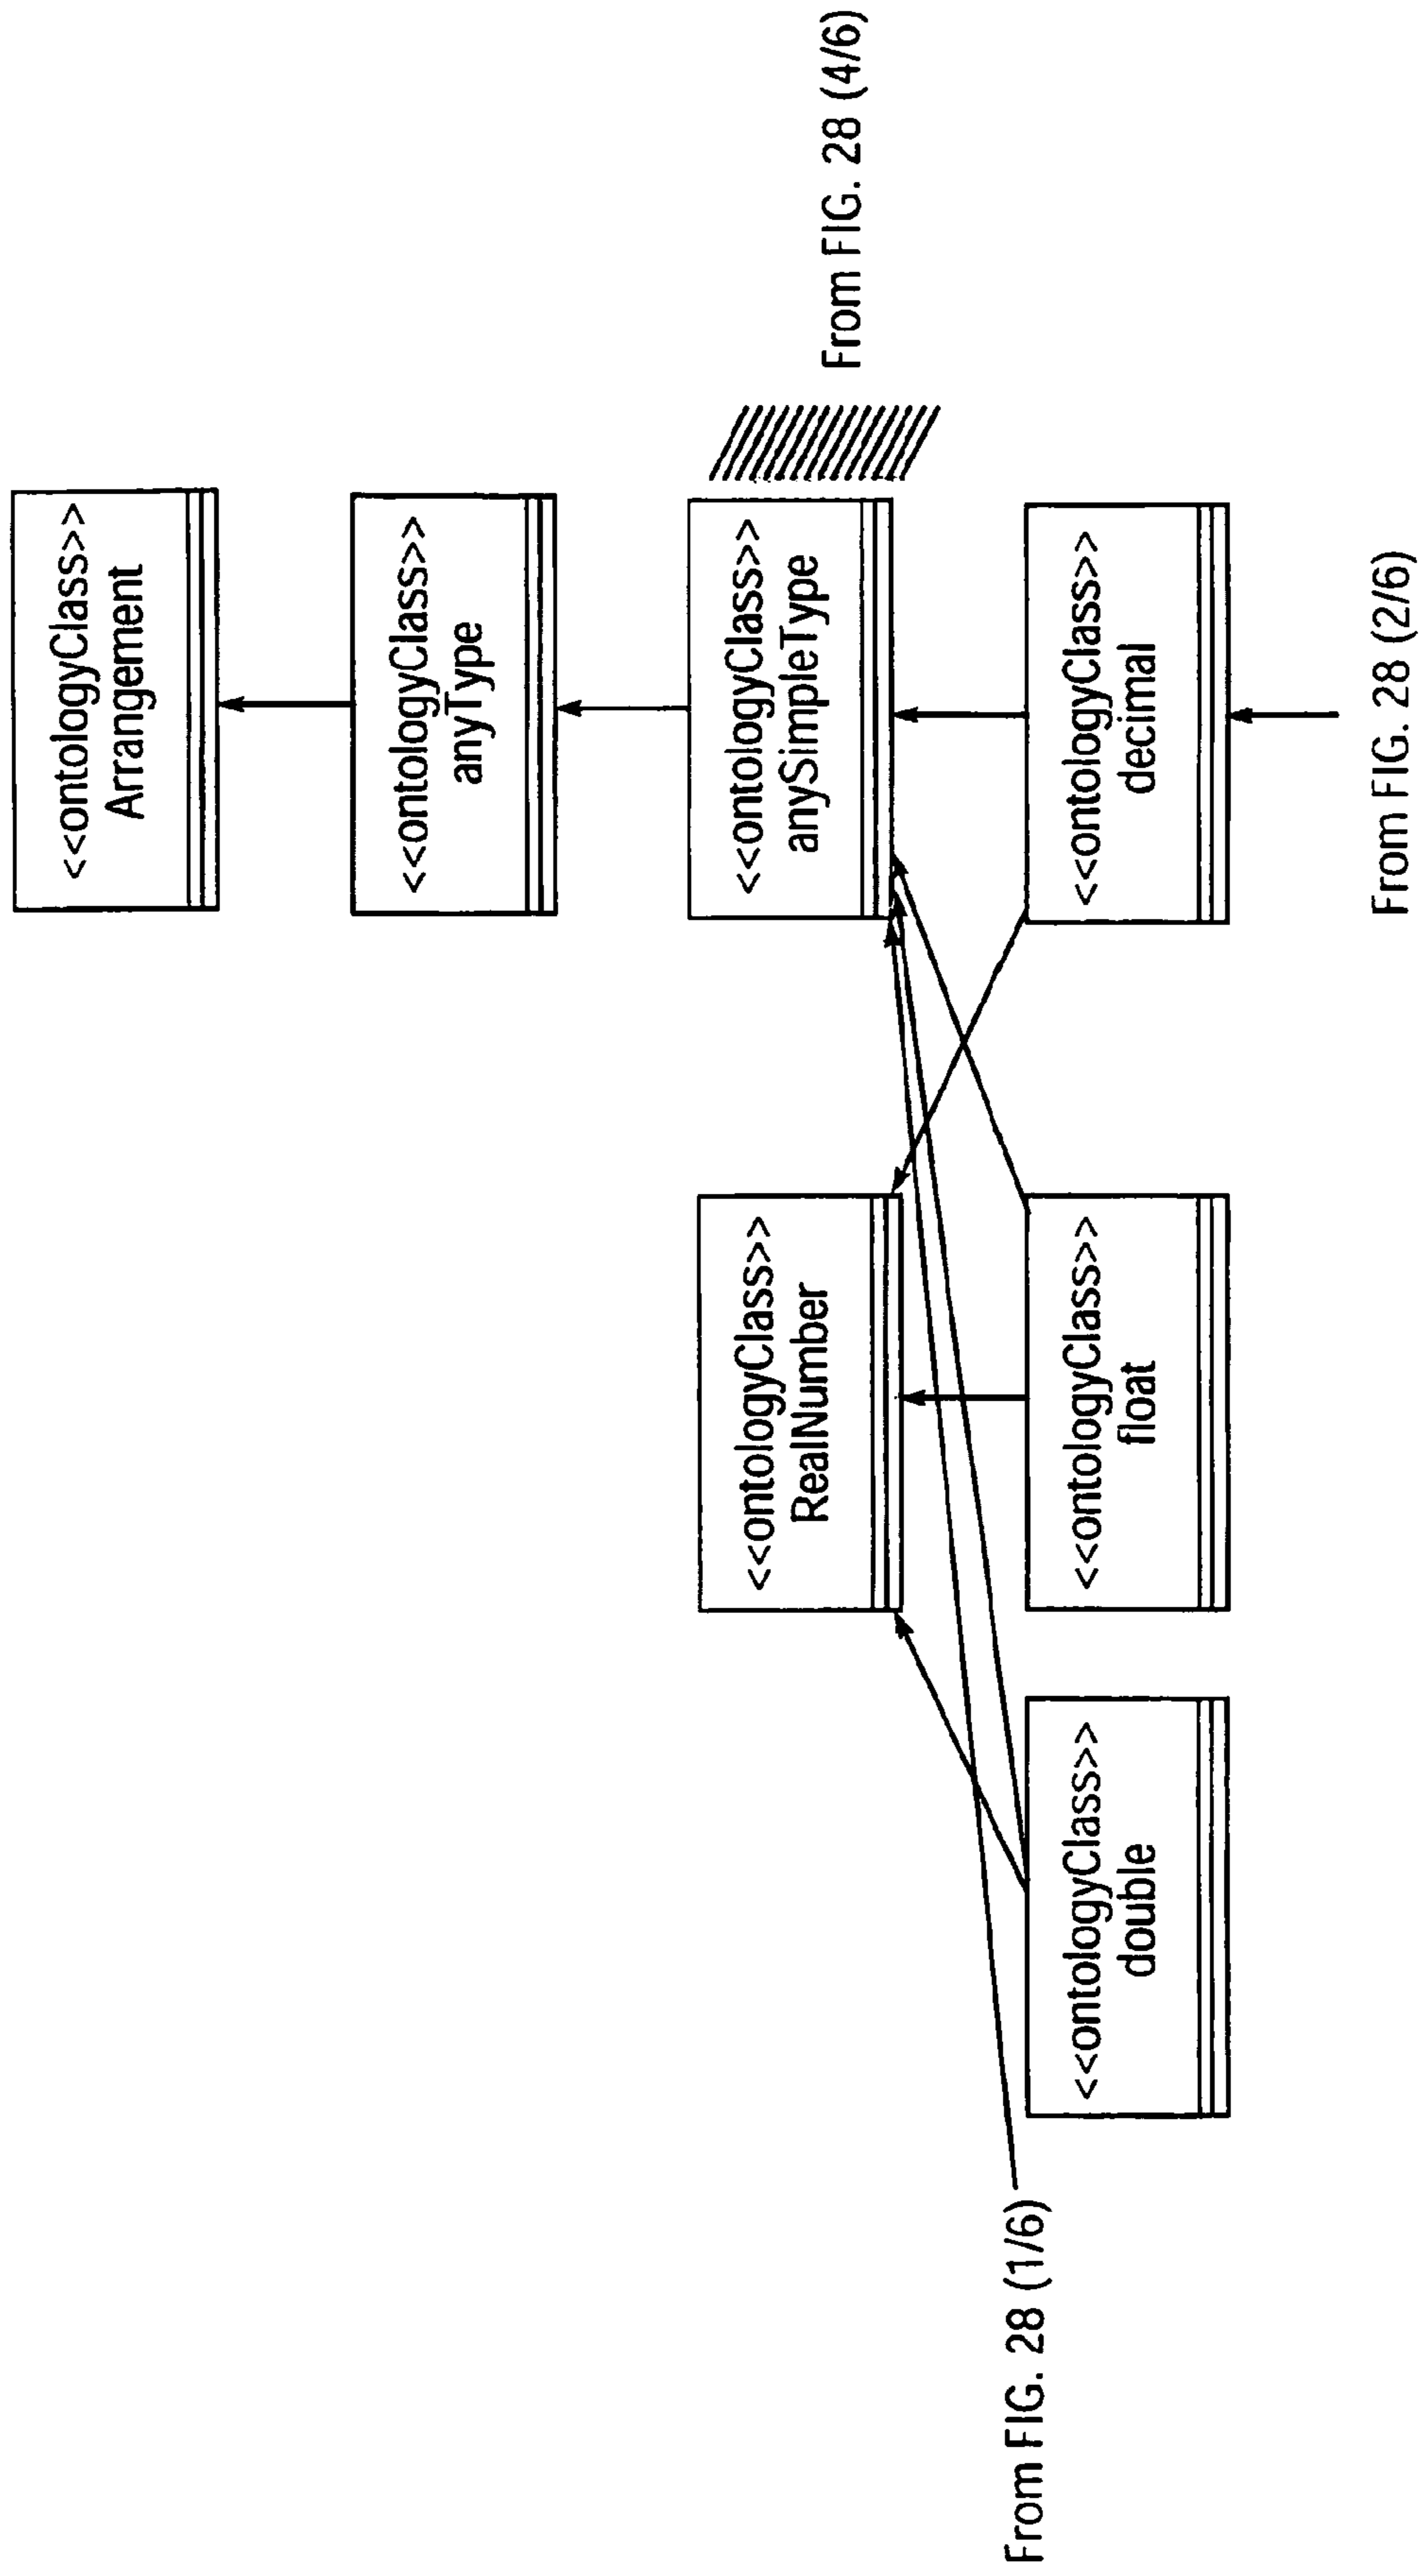 <<ontologyClass>>
Arrangement
<<ontologyClass>>
anyType
<<ontologyClass>>
RealNumber
<<ontologyClass>>
anySimpleType
From FIG. 28 (4/6)
From FIG. 28 (1/6)
<<ontologyClass>>
double
<<ontologyClass>>
float
<<ontologyClass>>
decimal
From FIG. 28 (2/6)